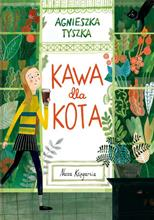 AGNIESZKA
TYSZKA
KAWA
dla
KOTA
Nasza Księgarnia